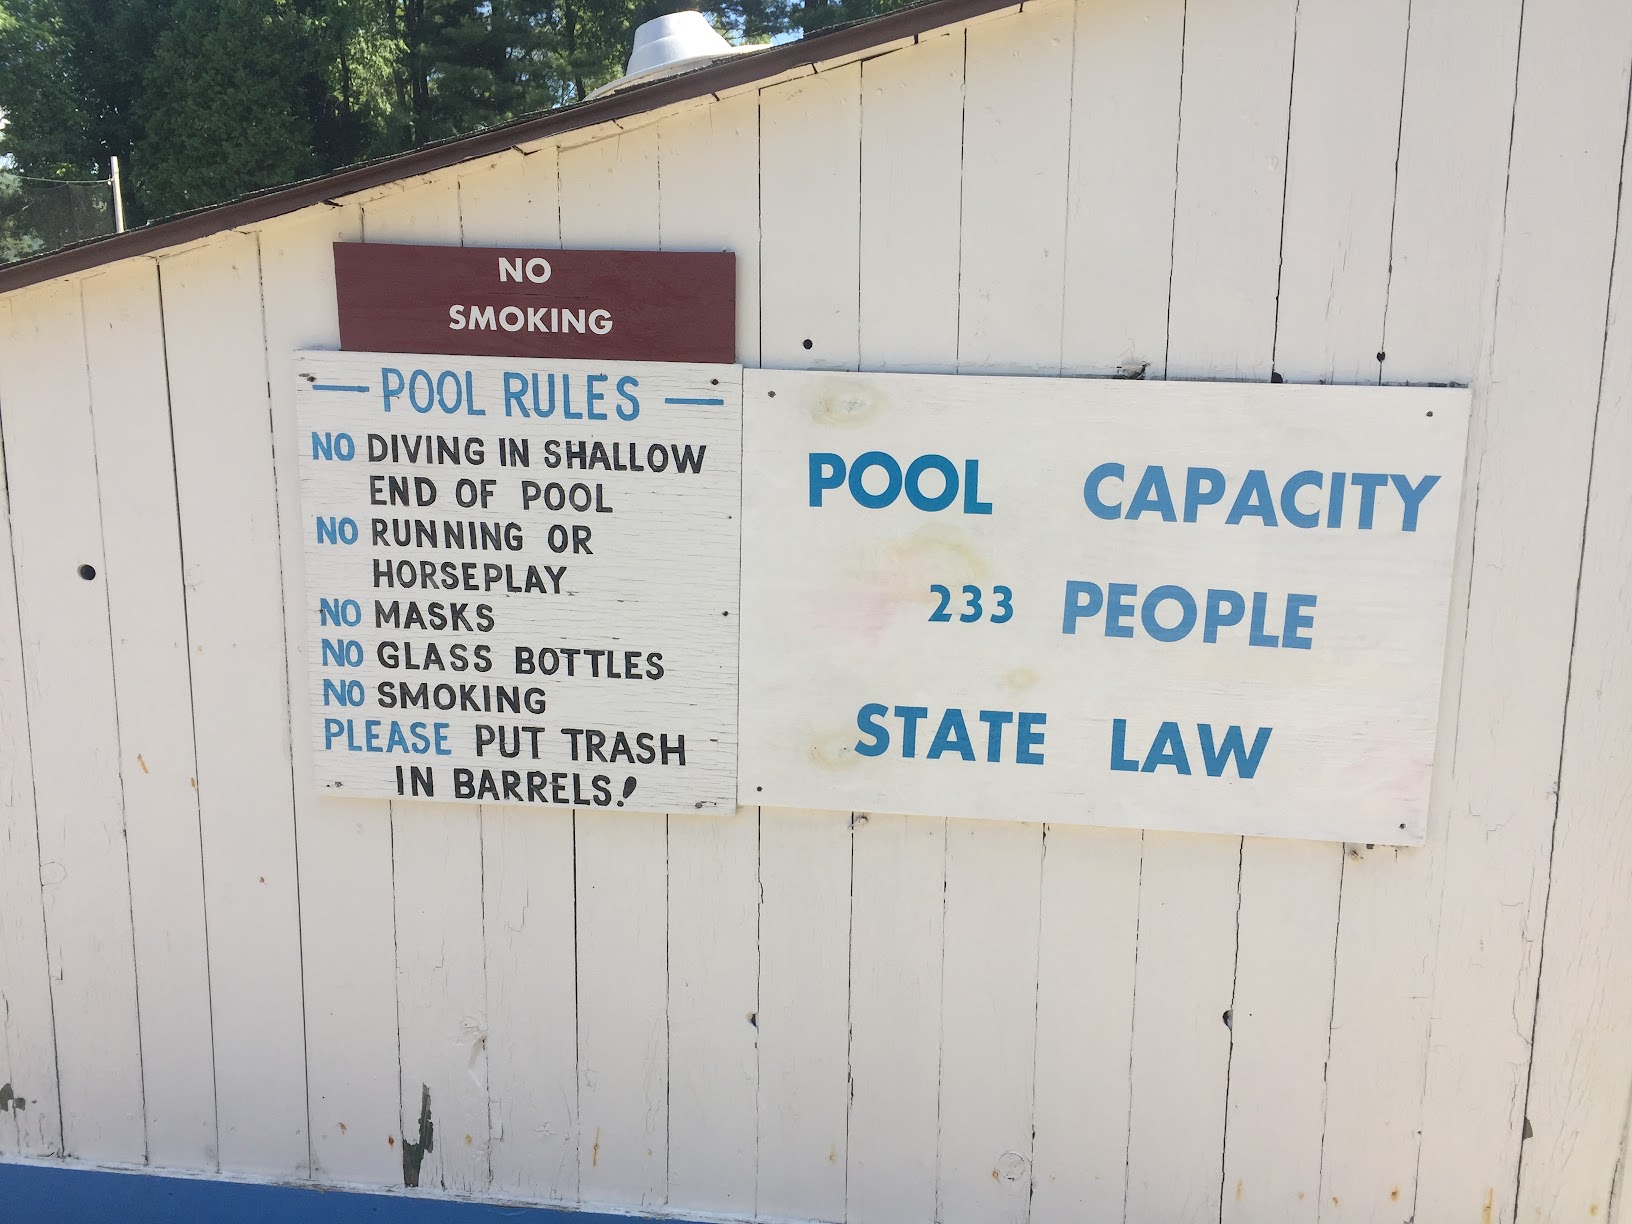 NO
SMOKING
POOL RULES
NO DIVING IN SHALLOW
END OF POOL
NO RUNNING OR
HORSEPLAY
NO MASKS
NO GLASS BOTTLES
NO SMOKING
PLEASE PUT TRASH
IN BARRELS!
POOL CAPACITY
233 PEOPLE
STATE LAW